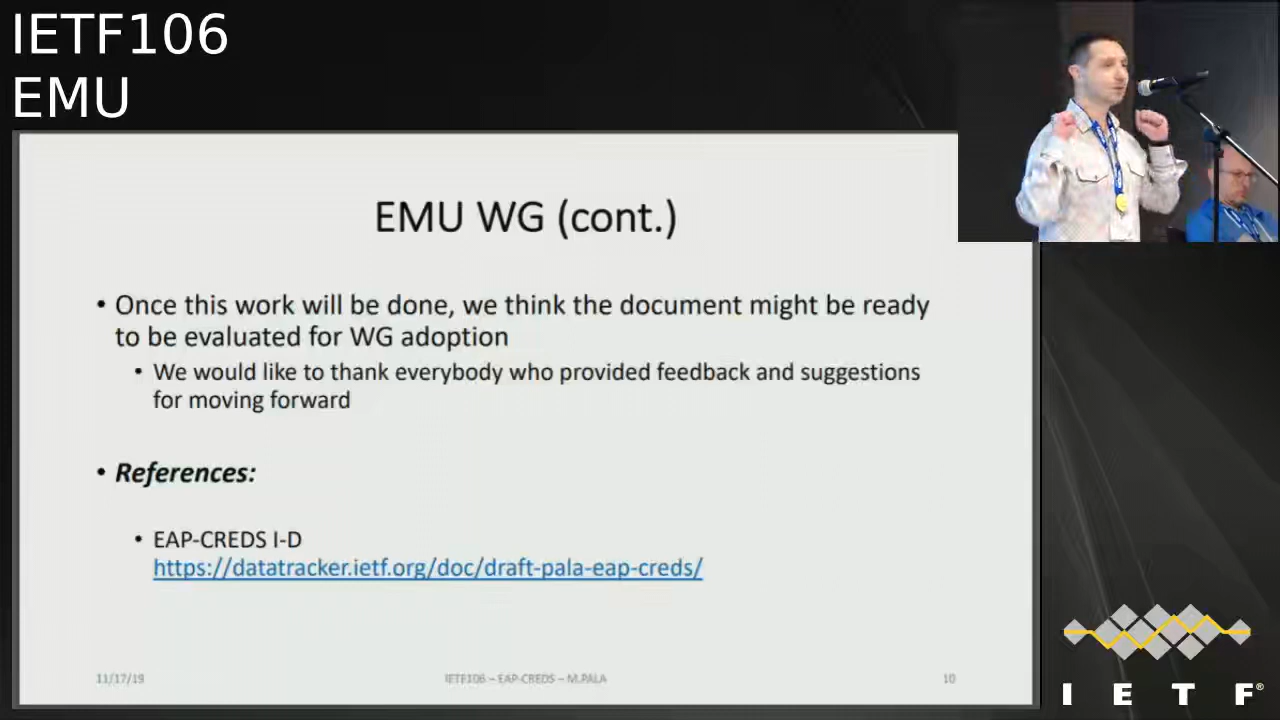 IETF106
EMU
EMU WG (cont.)
• Once this work will be done, we think the document might be ready
to be evaluated for WG adoption
• We would like to thank everybody who provided feedback and suggestions
for moving forward
• References:
• EAP-CREDS I-D
https://datatracker.ietf.org/doc/draft-pala-eap-creds/
11/17/19
IETF106 – EAP-CREDS – M.PALA
10
I E T F®